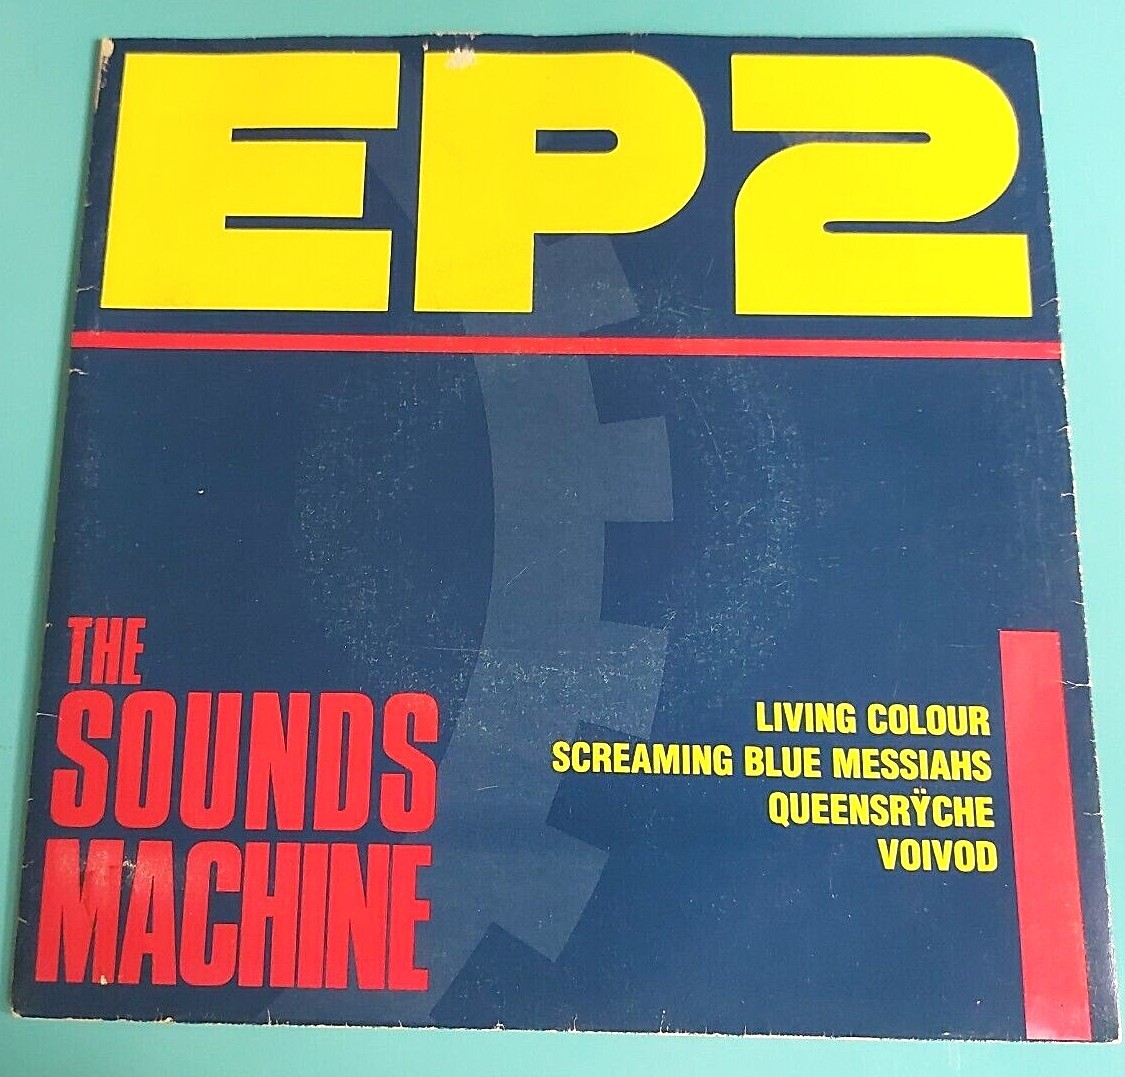 EP2
THE
SOUNDS
MACHINE
LIVING COLOUR
SCREAMING BLUE MESSIAHS
QUEENSRŸCHE
VOIVOD